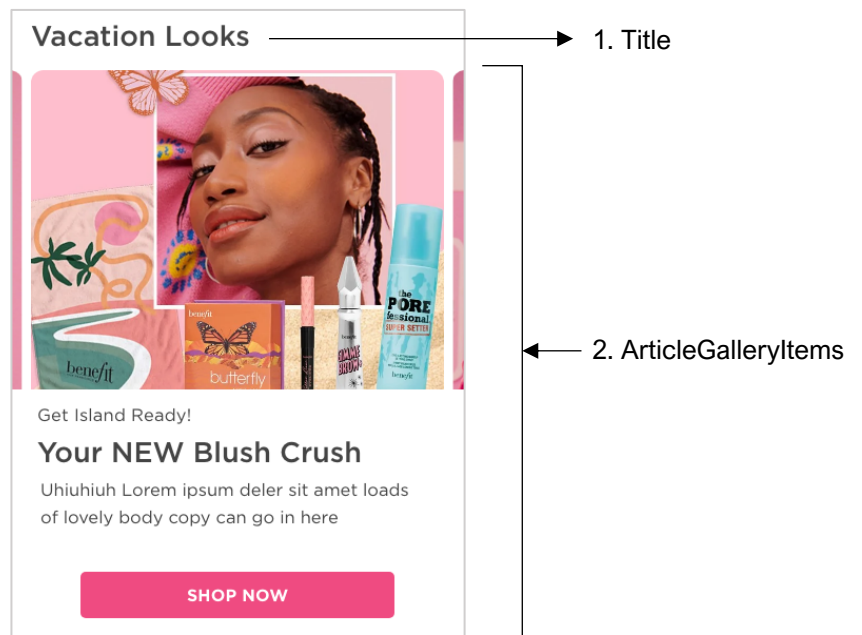 Vacation Looks
1. Title
benefit
benefit
butterfly
GIMME
BROW+
the
PORE
fessional
SUPER SETTER
benefit
2. ArticleGalleryItems
Get Island Ready!
Your NEW Blush Crush
Uhiuhiuh Lorem ipsum deler sit amet loads
of lovely body copy can go in here
SHOP NOW